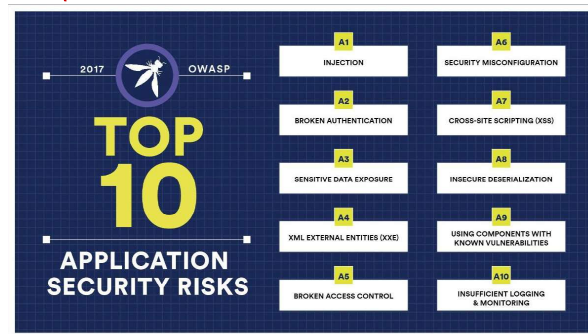 2017 OWASP
TOP
10
APPLICATION
SECURITY RISKS
A1
INJECTION
A2
BROKEN AUTHENTICATION
A3
SENSITIVE DATA EXPOSURE
A4
XML EXTERNAL ENTITIES (XXE)
A5
BROKEN ACCESS CONTROL
A6
SECURITY MISCONFIGURATION
A7
CROSS-SITE SCRIPTING (XSS)
A8
INSECURE DESERIALIZATION
A9
USING COMPONENTS WITH
KNOWN VULNERABILITIES
A10
INSUFFICIENT LOGGING
& MONITORING